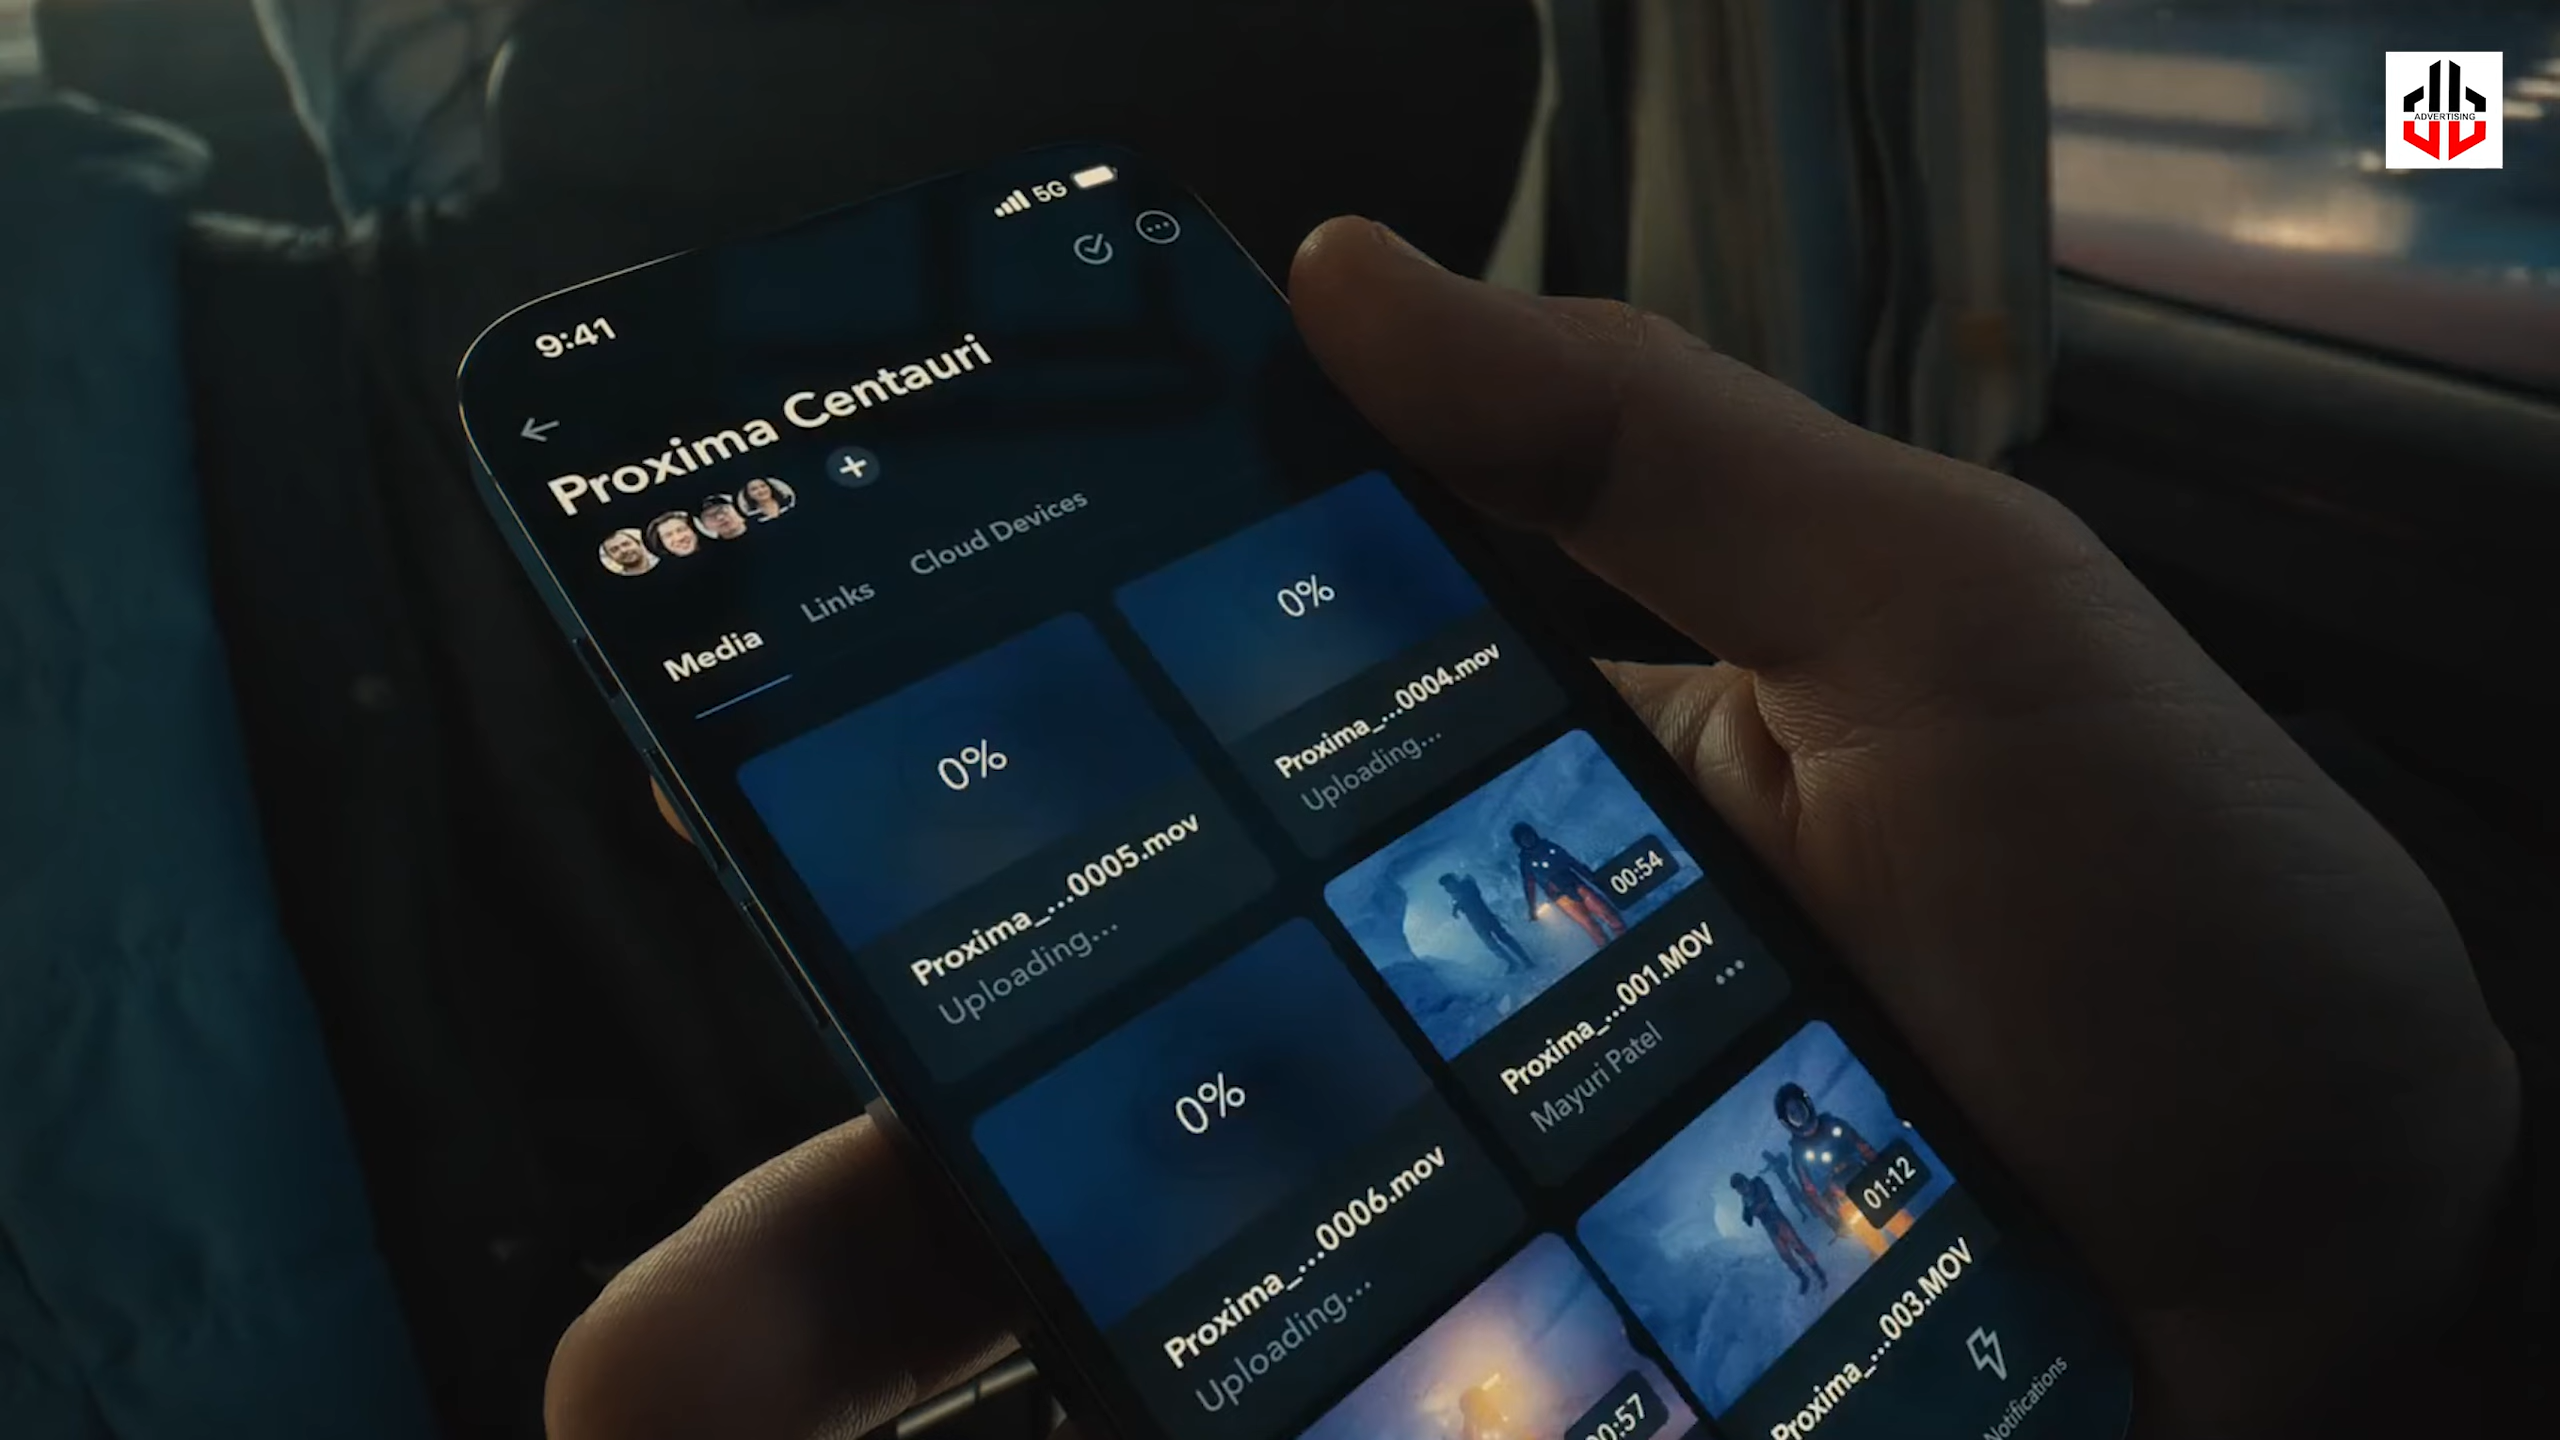 ADVERTISING
5G
9:41
Proxima Centauri
+
Media
Links
Cloud Devices
0%
Proxima_...0005.mov
Uploading...
0%
Proxima_...0004.mov
Uploading...
0%
Proxima_...0006.mov
Uploading...
00:54
Proxima_...001.MOV
Mayuri Patel
01:12
Proxima_...003.MOV
0:57
Notifications